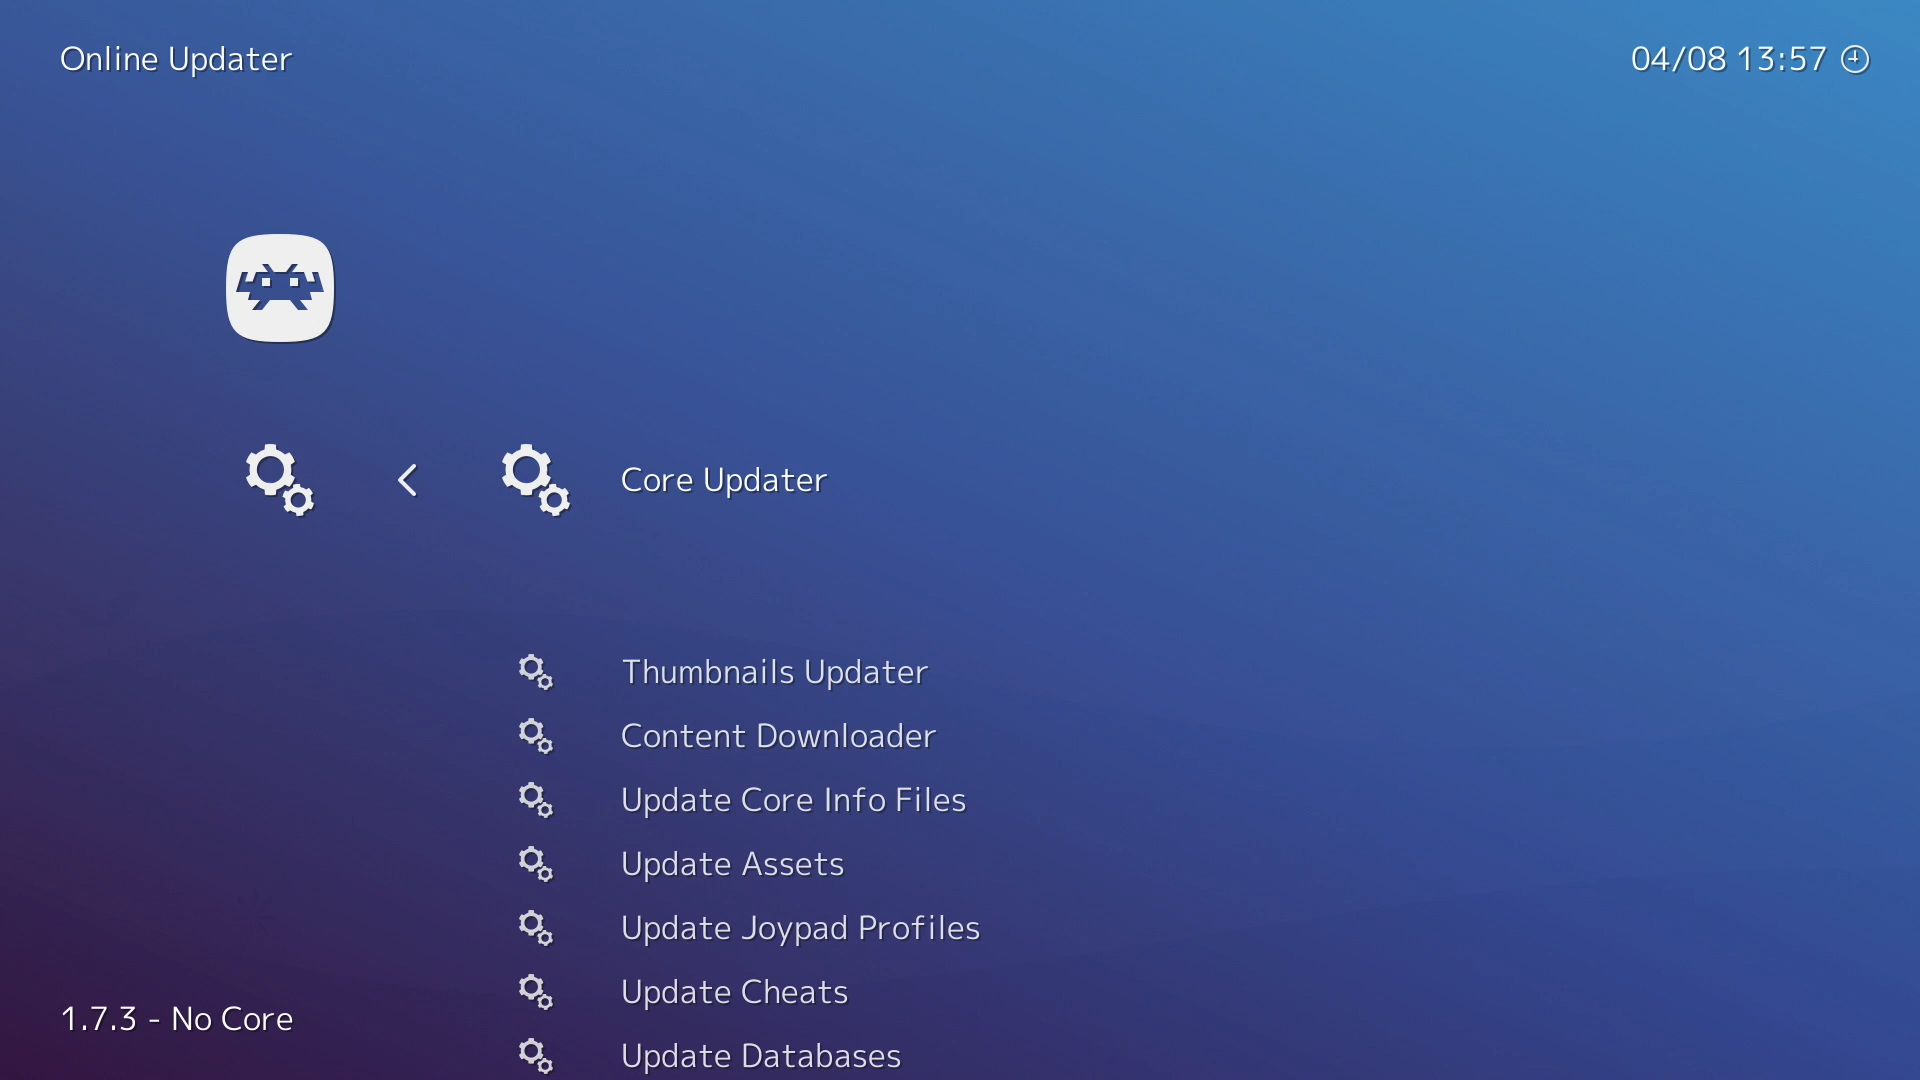 Online Updater
04/08 13:57
Core Updater
Thumbnails Updater
Content Downloader
Update Core Info Files
Update Assets
Update Joypad Profiles
Update Cheats
Update Databases
1.7.3 - No Core